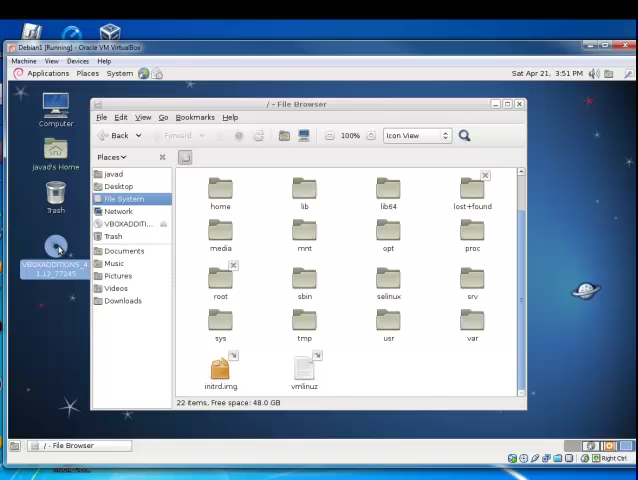 Debian1 [Running] - Oracle VM VirtualBox
Machine View Devices Help
Applications Places System
Sat Apr 21, 3:51 PM
/ - File Browser
File Edit View Go Bookmarks Help
Back Forward 100% Icon View
Places
Computer
javad's Home
Trash
VBOXADDITIONS_4.
1.12_77245
javad
Desktop
File System
Network
VBOXADDITI...
Trash
Documents
Music
Pictures
Videos
Downloads
home lib lib64 lost+found
media mnt opt proc
root sbin selinux srv
sys tmp usr var
initrd.img vmlinuz
22 items, Free space: 48.0 GB
/ - File Browser
Right Ctrl